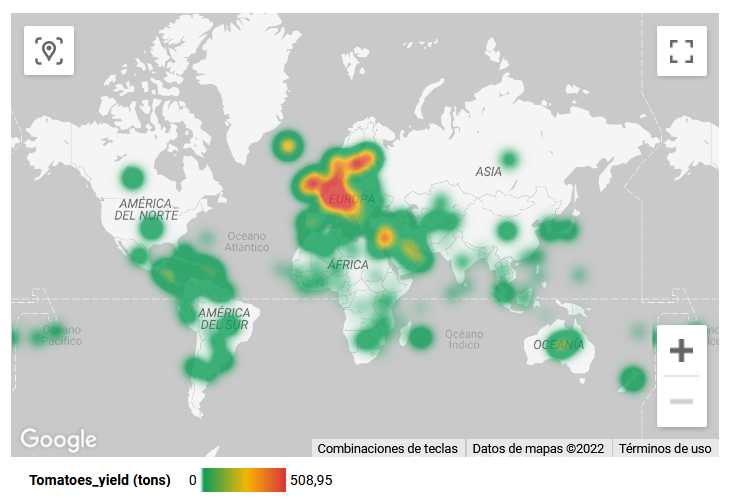 ASIA
AMÉRICA
DEL NORTE
EUROPA
Océano
Atlántico
ÁFRICA
AMÉRICA
DEL SUR
Océano
Pacífico
Océano
Índico
OCEANÍA
Google
Combinaciones de teclas
Datos de mapas ©2022
Términos de uso
Tomatoes_yield (tons)
0
508,95